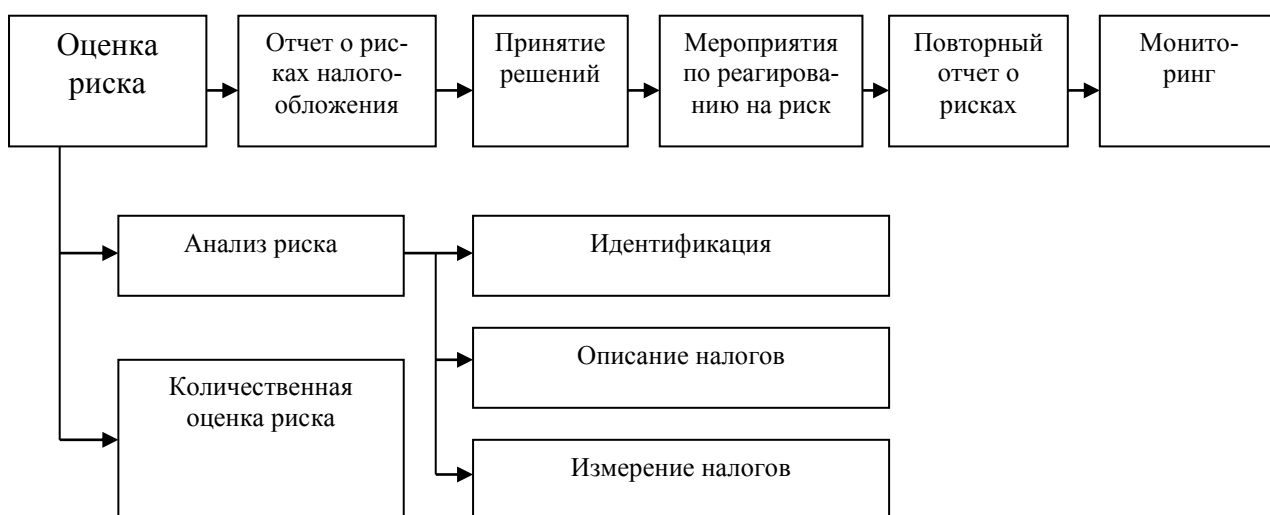 Оценка
риска
Отчет о рис-
ках налого-
обложения
Принятие
решений
Мероприятия
по реагирова-
нию на риск
Повторный
отчет о
рисках
Монито-
ринг
Анализ риска
Идентификация
Описание налогов
Количественная
оценка риска
Измерение налогов